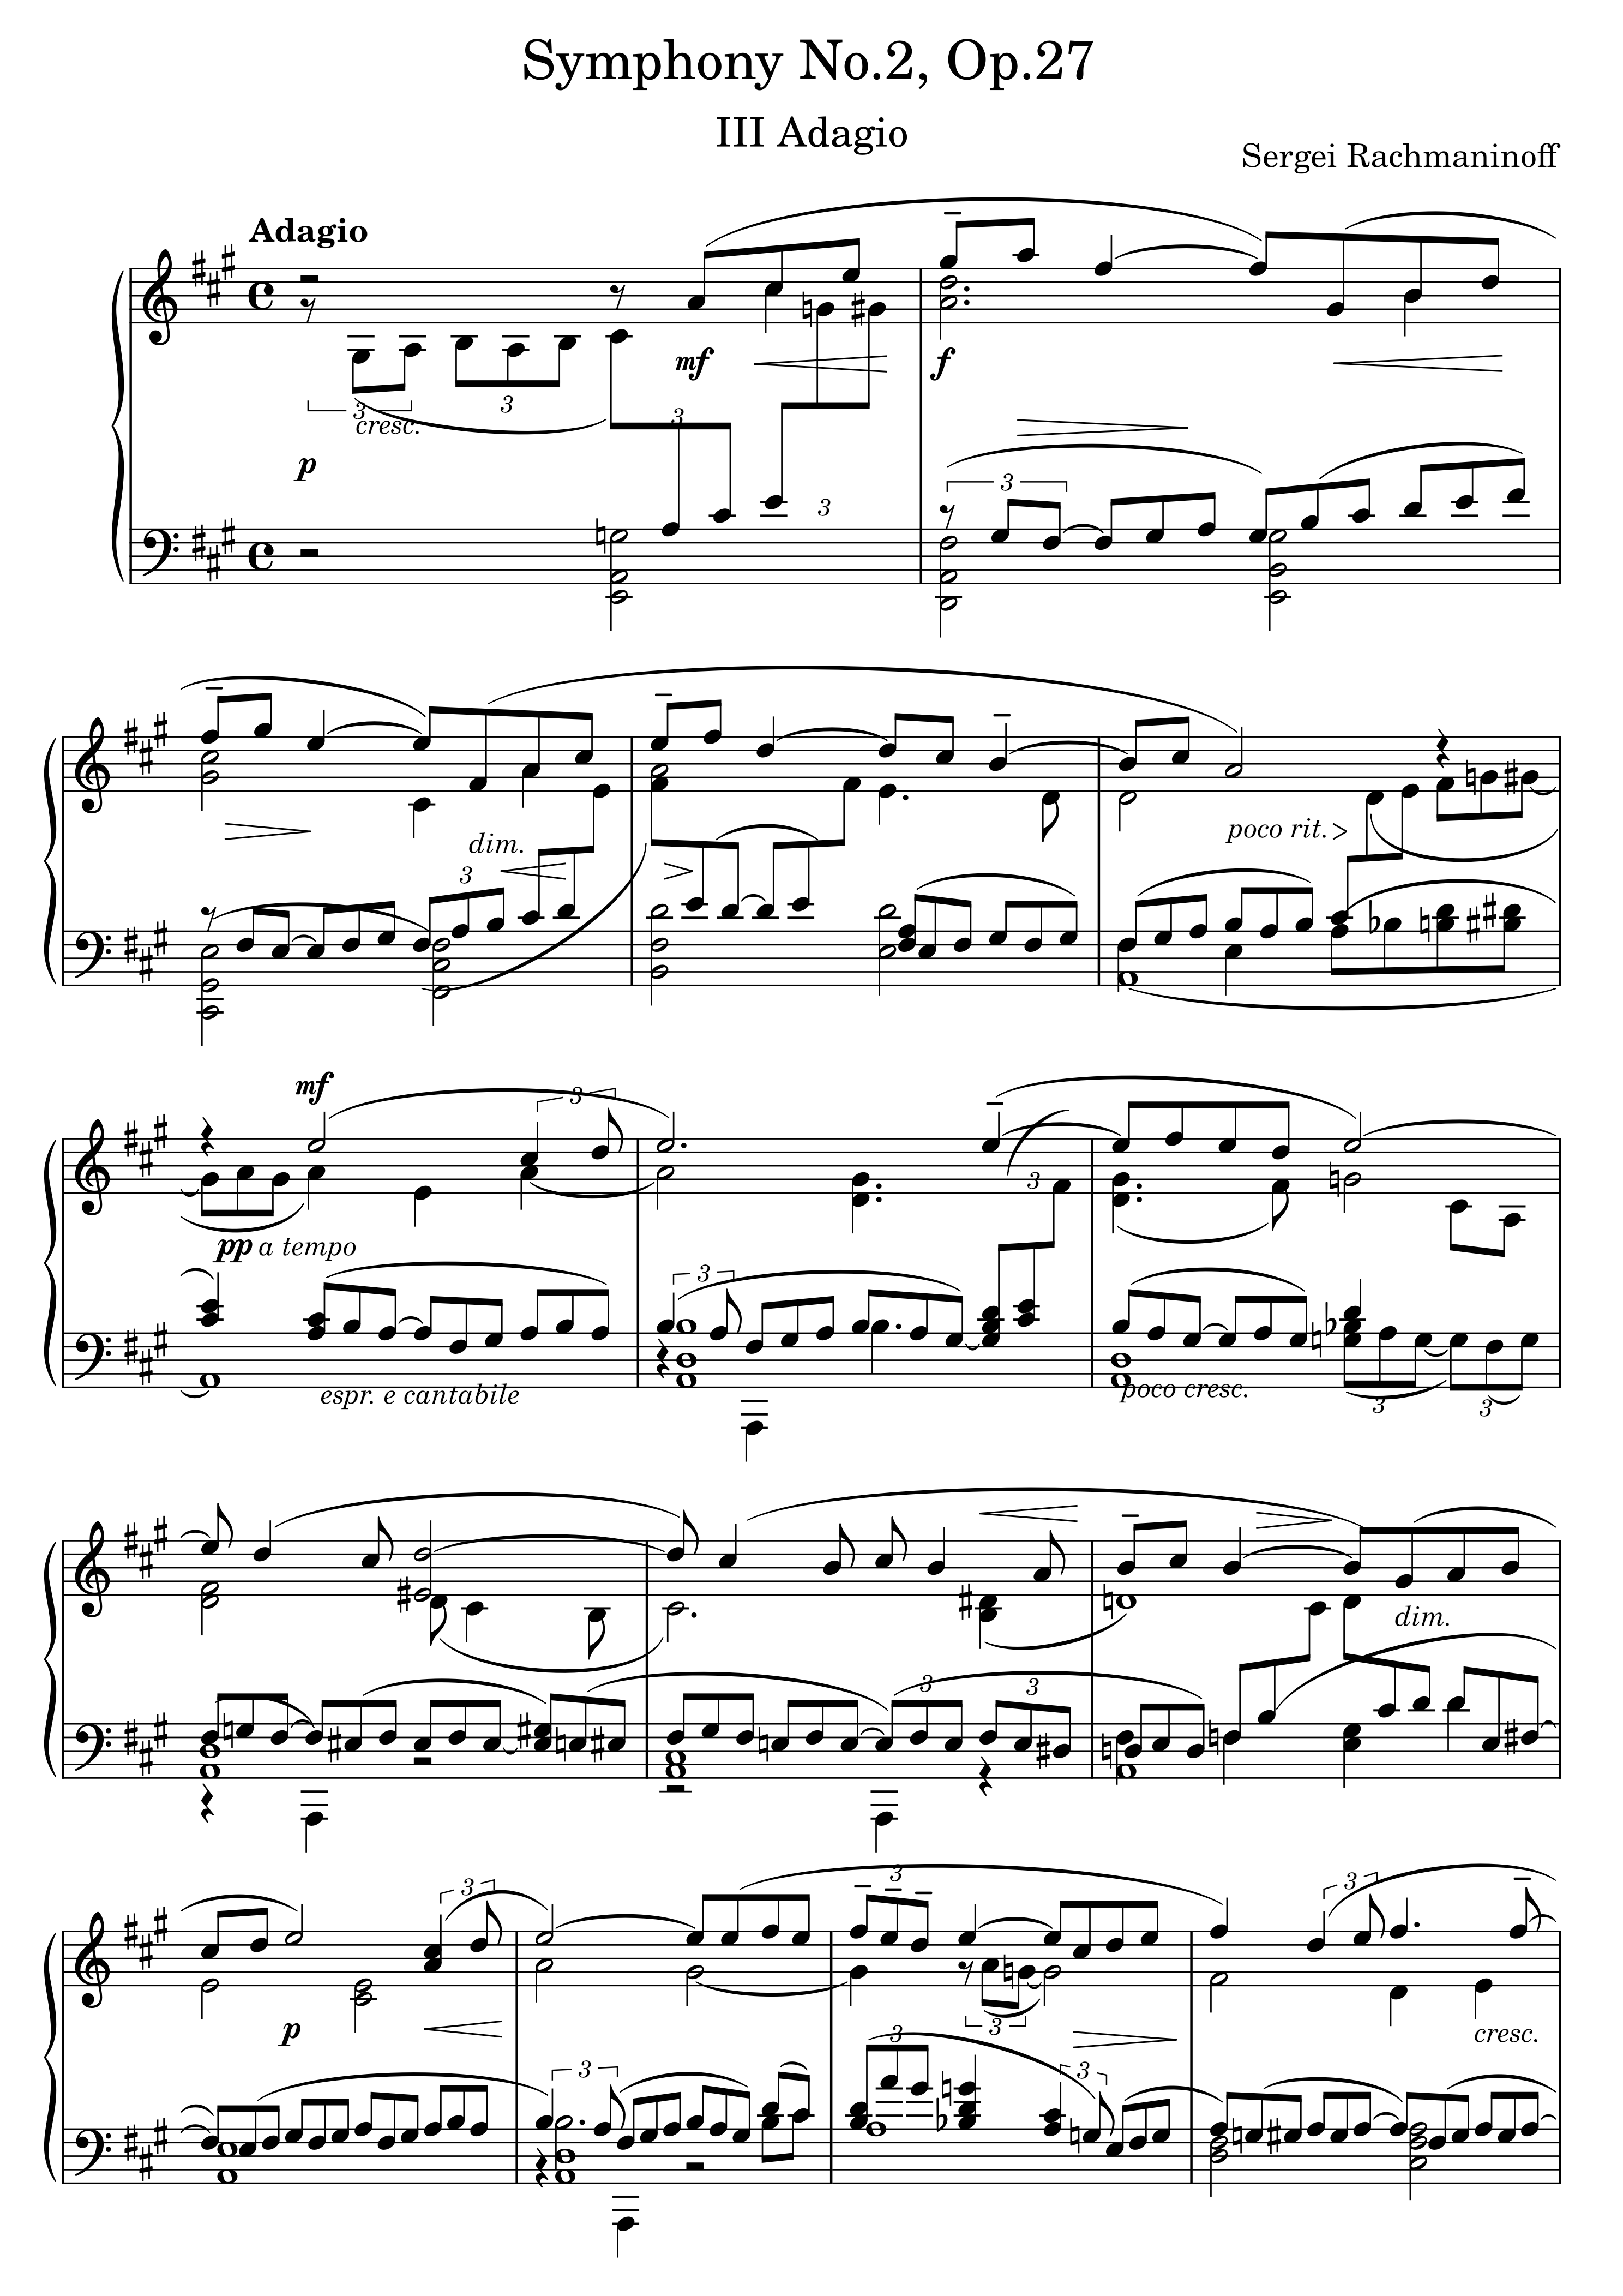 Symphony No.2, Op.27
III Adagio
Sergei Rachmaninoff
Adagio
mf
f
3
3
cresc.
3
p
3
3
dim.
3
poco rit.
mf
3
3
pp a tempo
3
espr. e cantabile
poco cresc.
3
3
dim.
3
3
3
3
3
p
3
cresc.
3
3
3